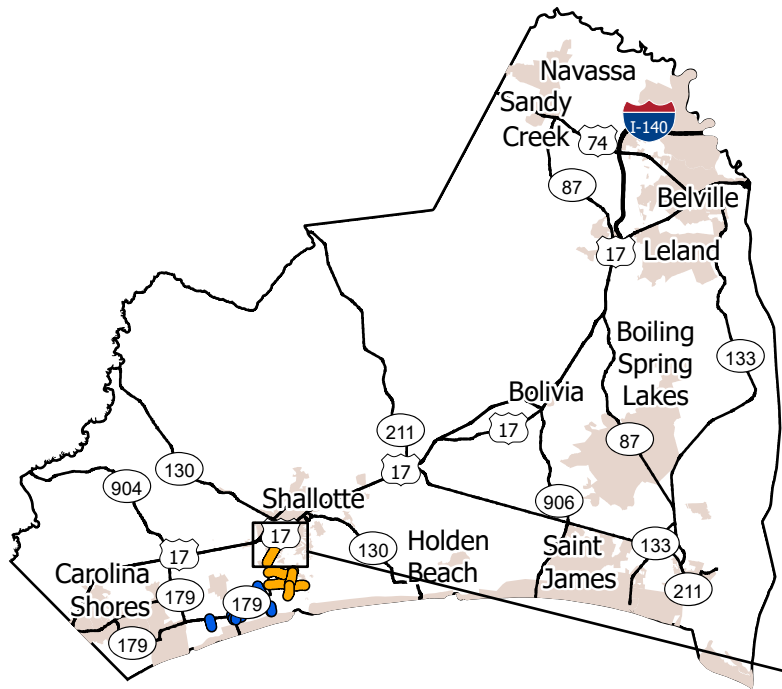 Navassa
Sandy
Creek
I-140
74
87
Belville
17
Leland
Boiling
Spring
Lakes
133
Bolivia
17
211
87
17
130
904
Shallotte
906
17
Holden
Beach
130
Saint
James
133
17
Carolina
Shores
179
179
211
179